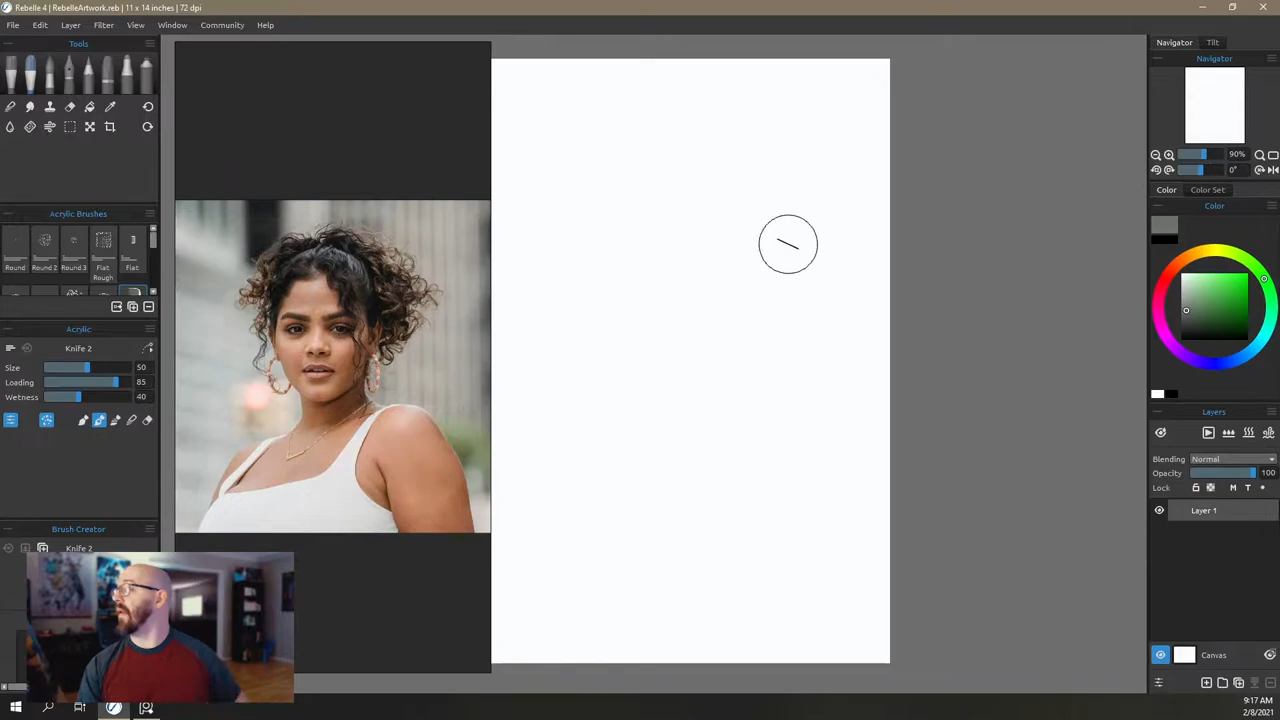 Rebelle 4 | RebelleArtwork.reb | 11 x 14 inches | 72 dpi
File Edit Layer Filter View Window Community Help
Tools
Acrylic Brushes
Round Round 2 Round 3 Flat Rough Flat
Acrylic
Knife 2
Size 50
Loading 85
Wetness 40
Brush Creator
Knife 2
Navigator Tilt
Navigator
90%
0°
Color Color Set
Color
Layers
Blending Normal
Opacity 100
Lock M T
Layer 1
Canvas
9:17 AM
2/8/2021